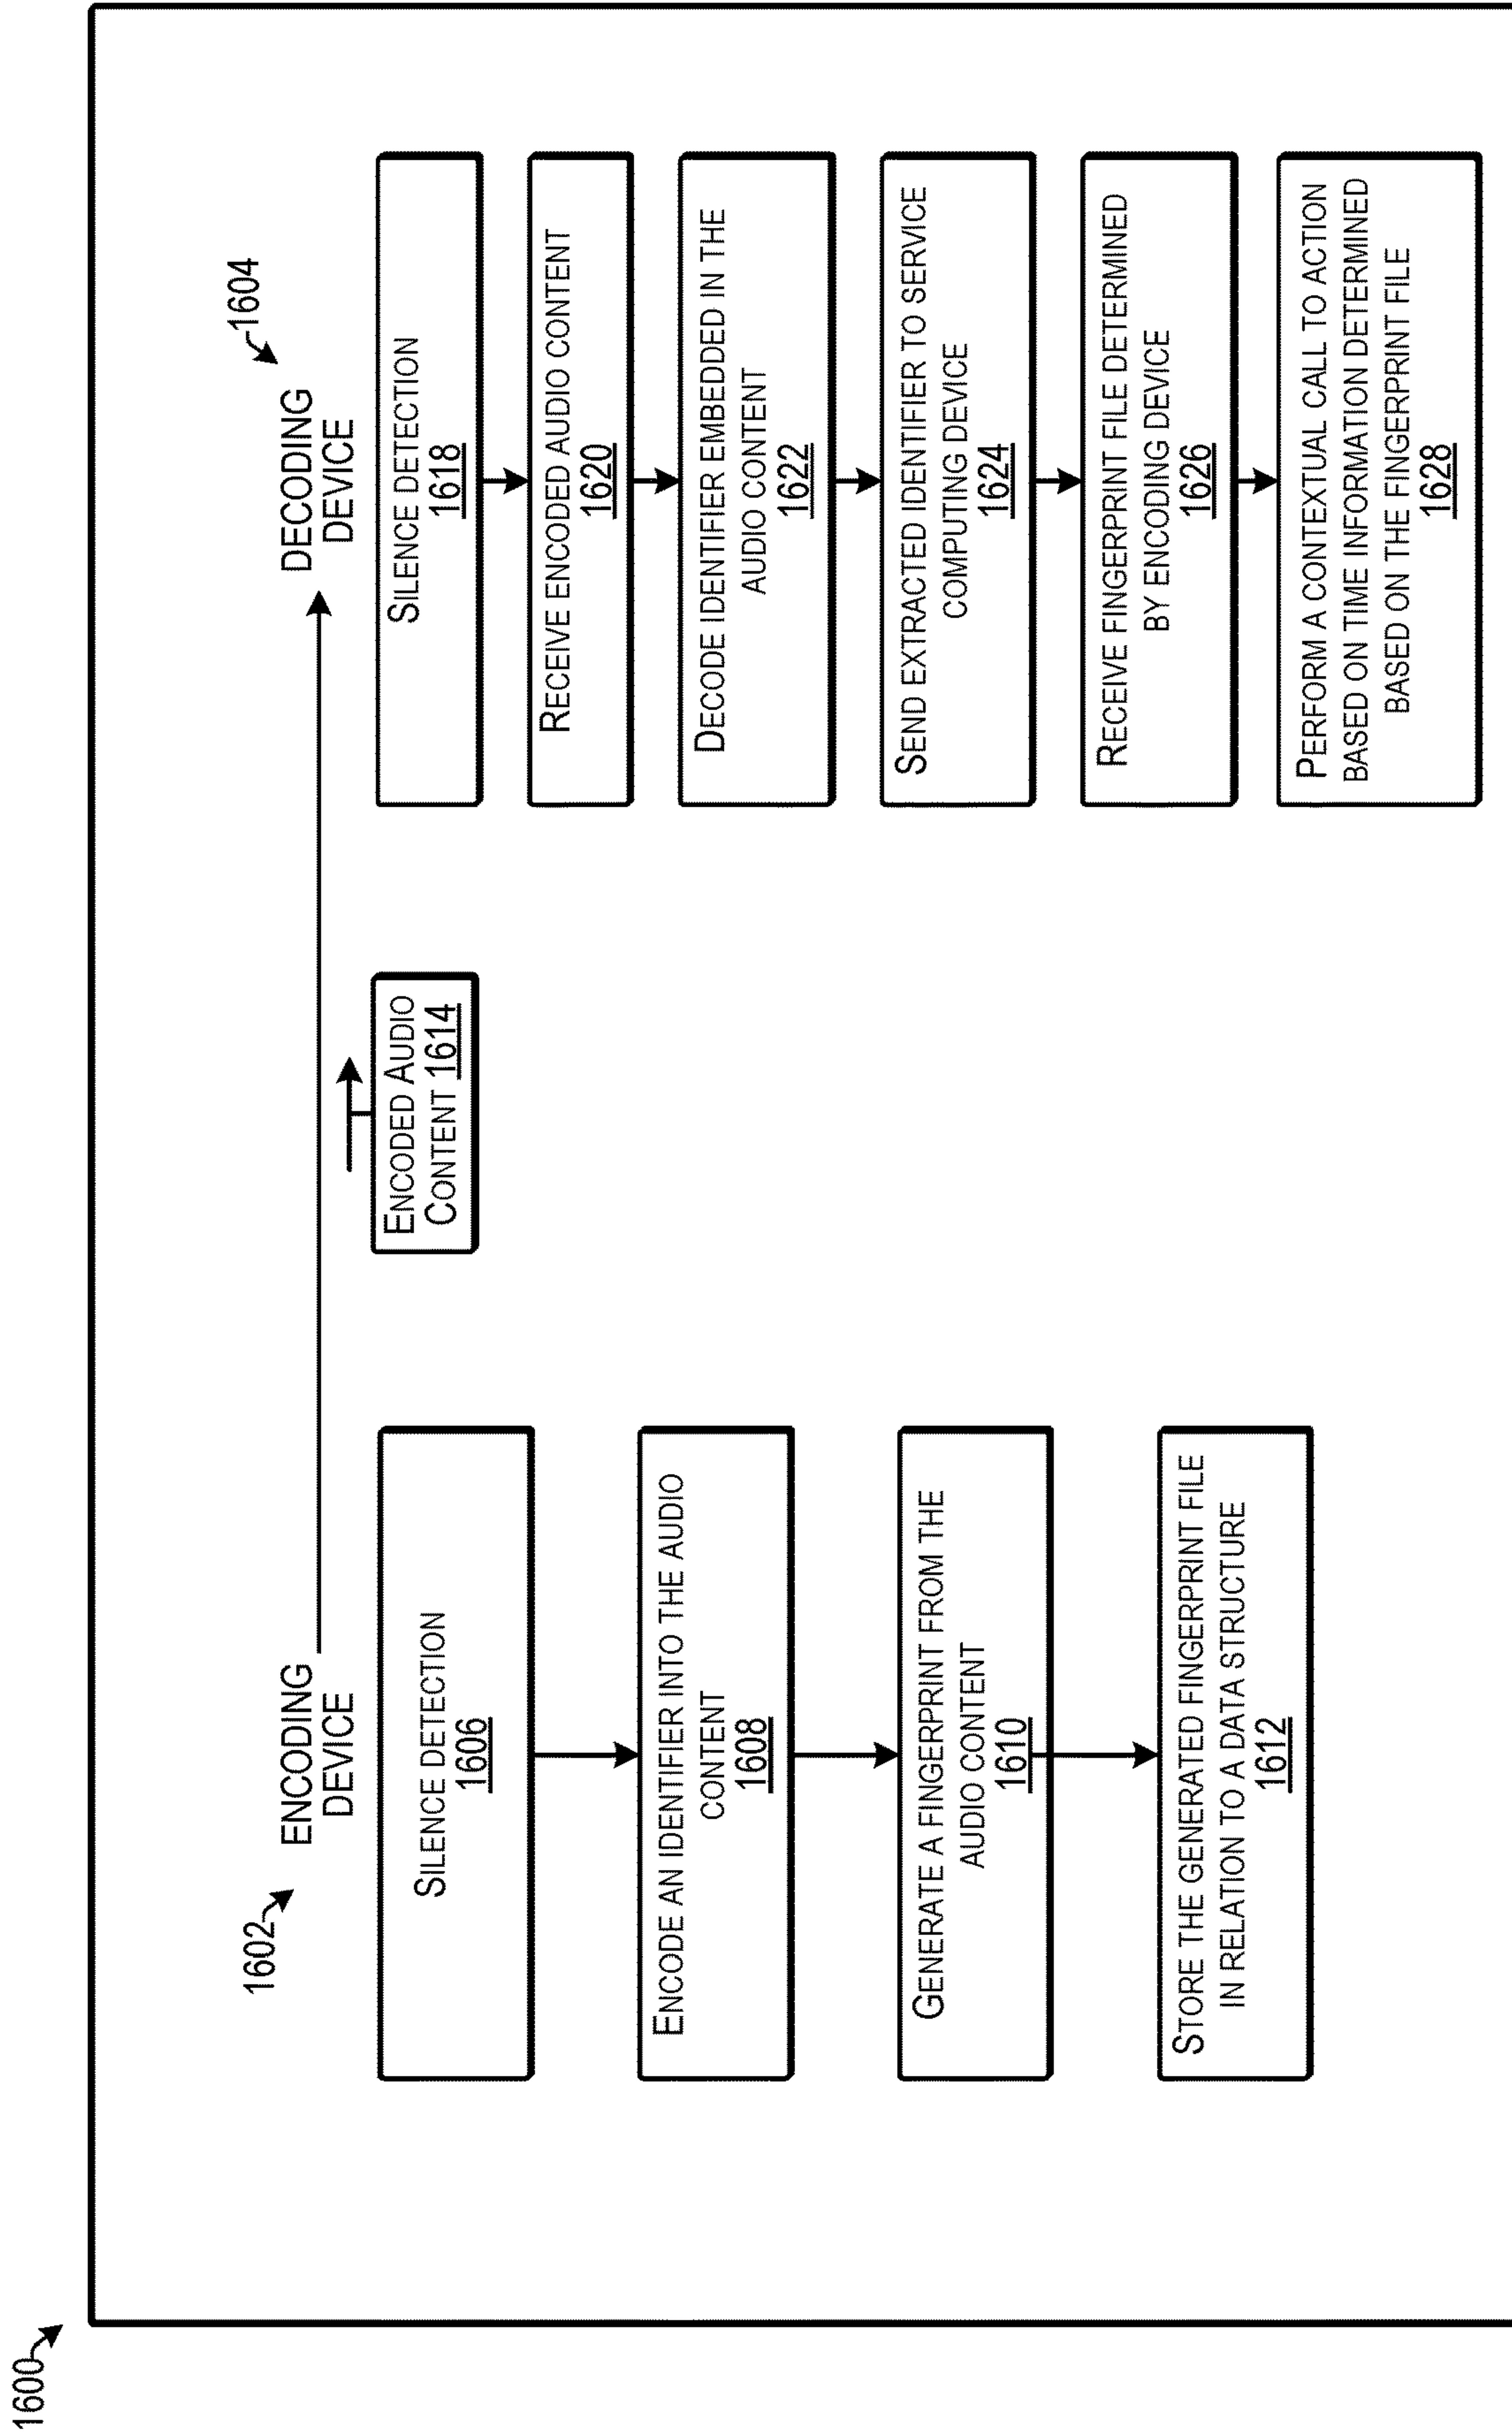 1600
1602
ENCODING
DEVICE
SILENCE DETECTION
1606
ENCODE AN IDENTIFIER INTO THE AUDIO
CONTENT
1608
GENERATE A FINGERPRINT FROM THE
AUDIO CONTENT
1610
STORE THE GENERATED FINGERPRINT FILE
IN RELATION TO A DATA STRUCTURE
1612
ENCODED AUDIO
CONTENT 1614
1604
DECODING
DEVICE
SILENCE DETECTION
1618
RECEIVE ENCODED AUDIO CONTENT
1620
DECODE IDENTIFIER EMBEDDED IN THE
AUDIO CONTENT
1622
SEND EXTRACTED IDENTIFIER TO SERVICE
COMPUTING DEVICE
1624
RECEIVE FINGERPRINT FILE DETERMINED
BY ENCODING DEVICE
1626
PERFORM A CONTEXTUAL CALL TO ACTION
BASED ON TIME INFORMATION DETERMINED
BASED ON THE FINGERPRINT FILE
1628